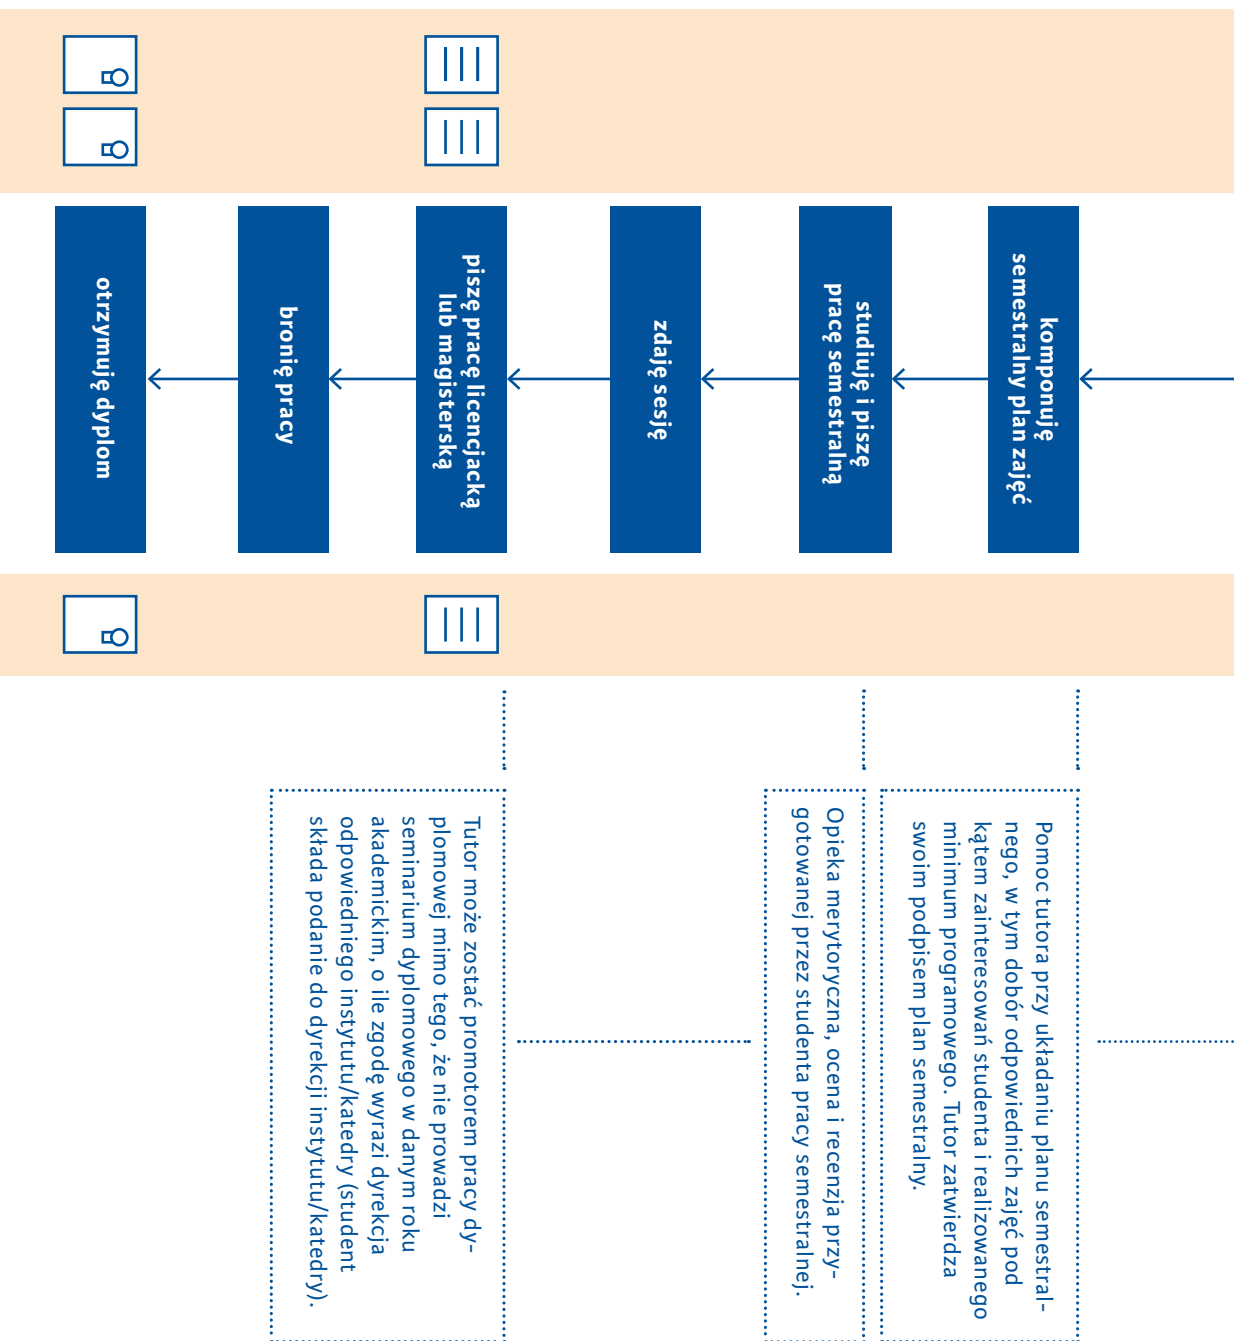 komponuję
semestralny plan zajęć
studiuję i piszę
pracę semestralną
zdaję sesję
piszę pracę licencjacką
lub magisterską
bronię pracy
otrzymuję dyplom
Pomoc tutora przy układaniu planu semestral-
nego, w tym dobór odpowiednich zajęć pod
kątem zainteresowań studenta i realizowanego
minimum programowego. Tutor zatwierdza
swoim podpisem plan semestralny.
Opieka merytoryczna, ocena i recenzja przy-
gotowanej przez studenta pracy semestralnej.
Tutor może zostać promotorem pracy dy-
plomowej mimo tego, że nie prowadzi
seminarium dyplomowego w danym roku
akademickim, o ile zgodę wyrazi dyrekcja
odpowiedniego instytutu/katedry (student
składa podanie do dyrekcji instytutu/katedry).